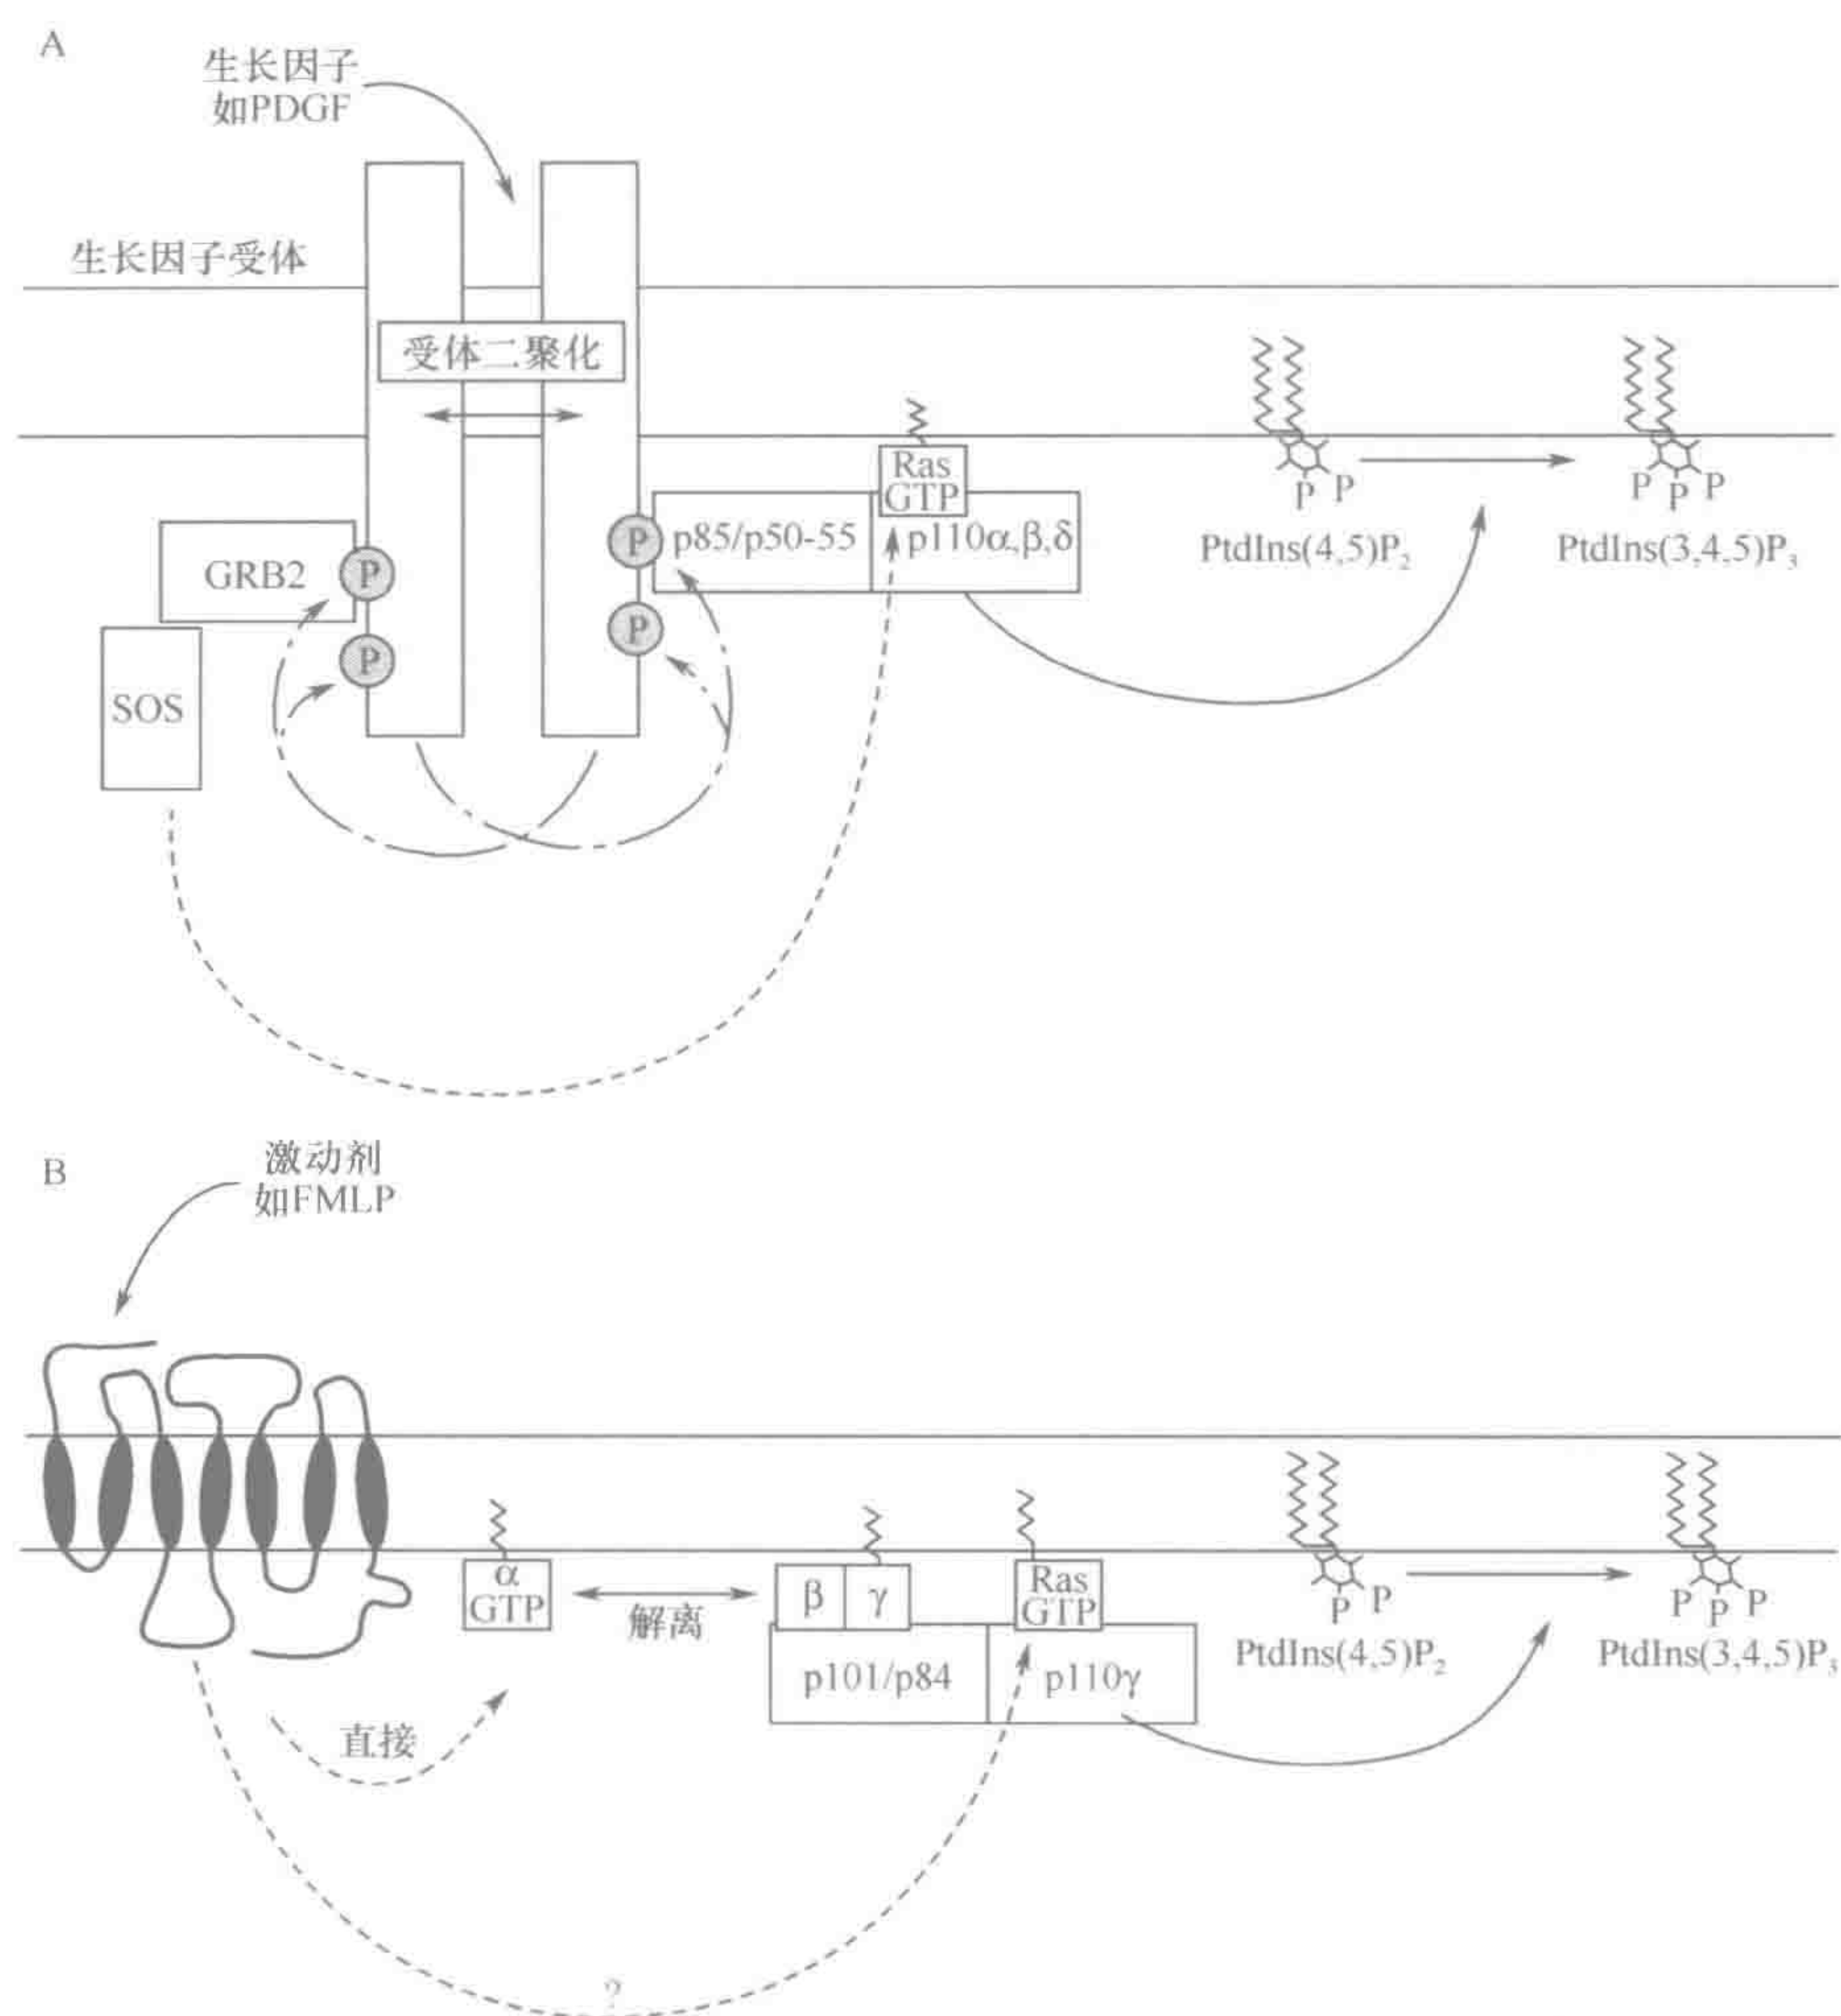 A
生长因子
如PDGF
生长因子受体
受体二聚化
Ras
GTP
GRB2
P
P
P
P
p85/p50-55
p110α,β,δ
SOS
P P
PtdIns(4,5)P₂
P P P
PtdIns(3,4,5)P₃
B
激动剂
如FMLP
α
GTP
解离
β
γ
Ras
GTP
p101/p84
p110γ
直接
?
P P
PtdIns(4,5)P₂
P P P
PtdIns(3,4,5)P₃